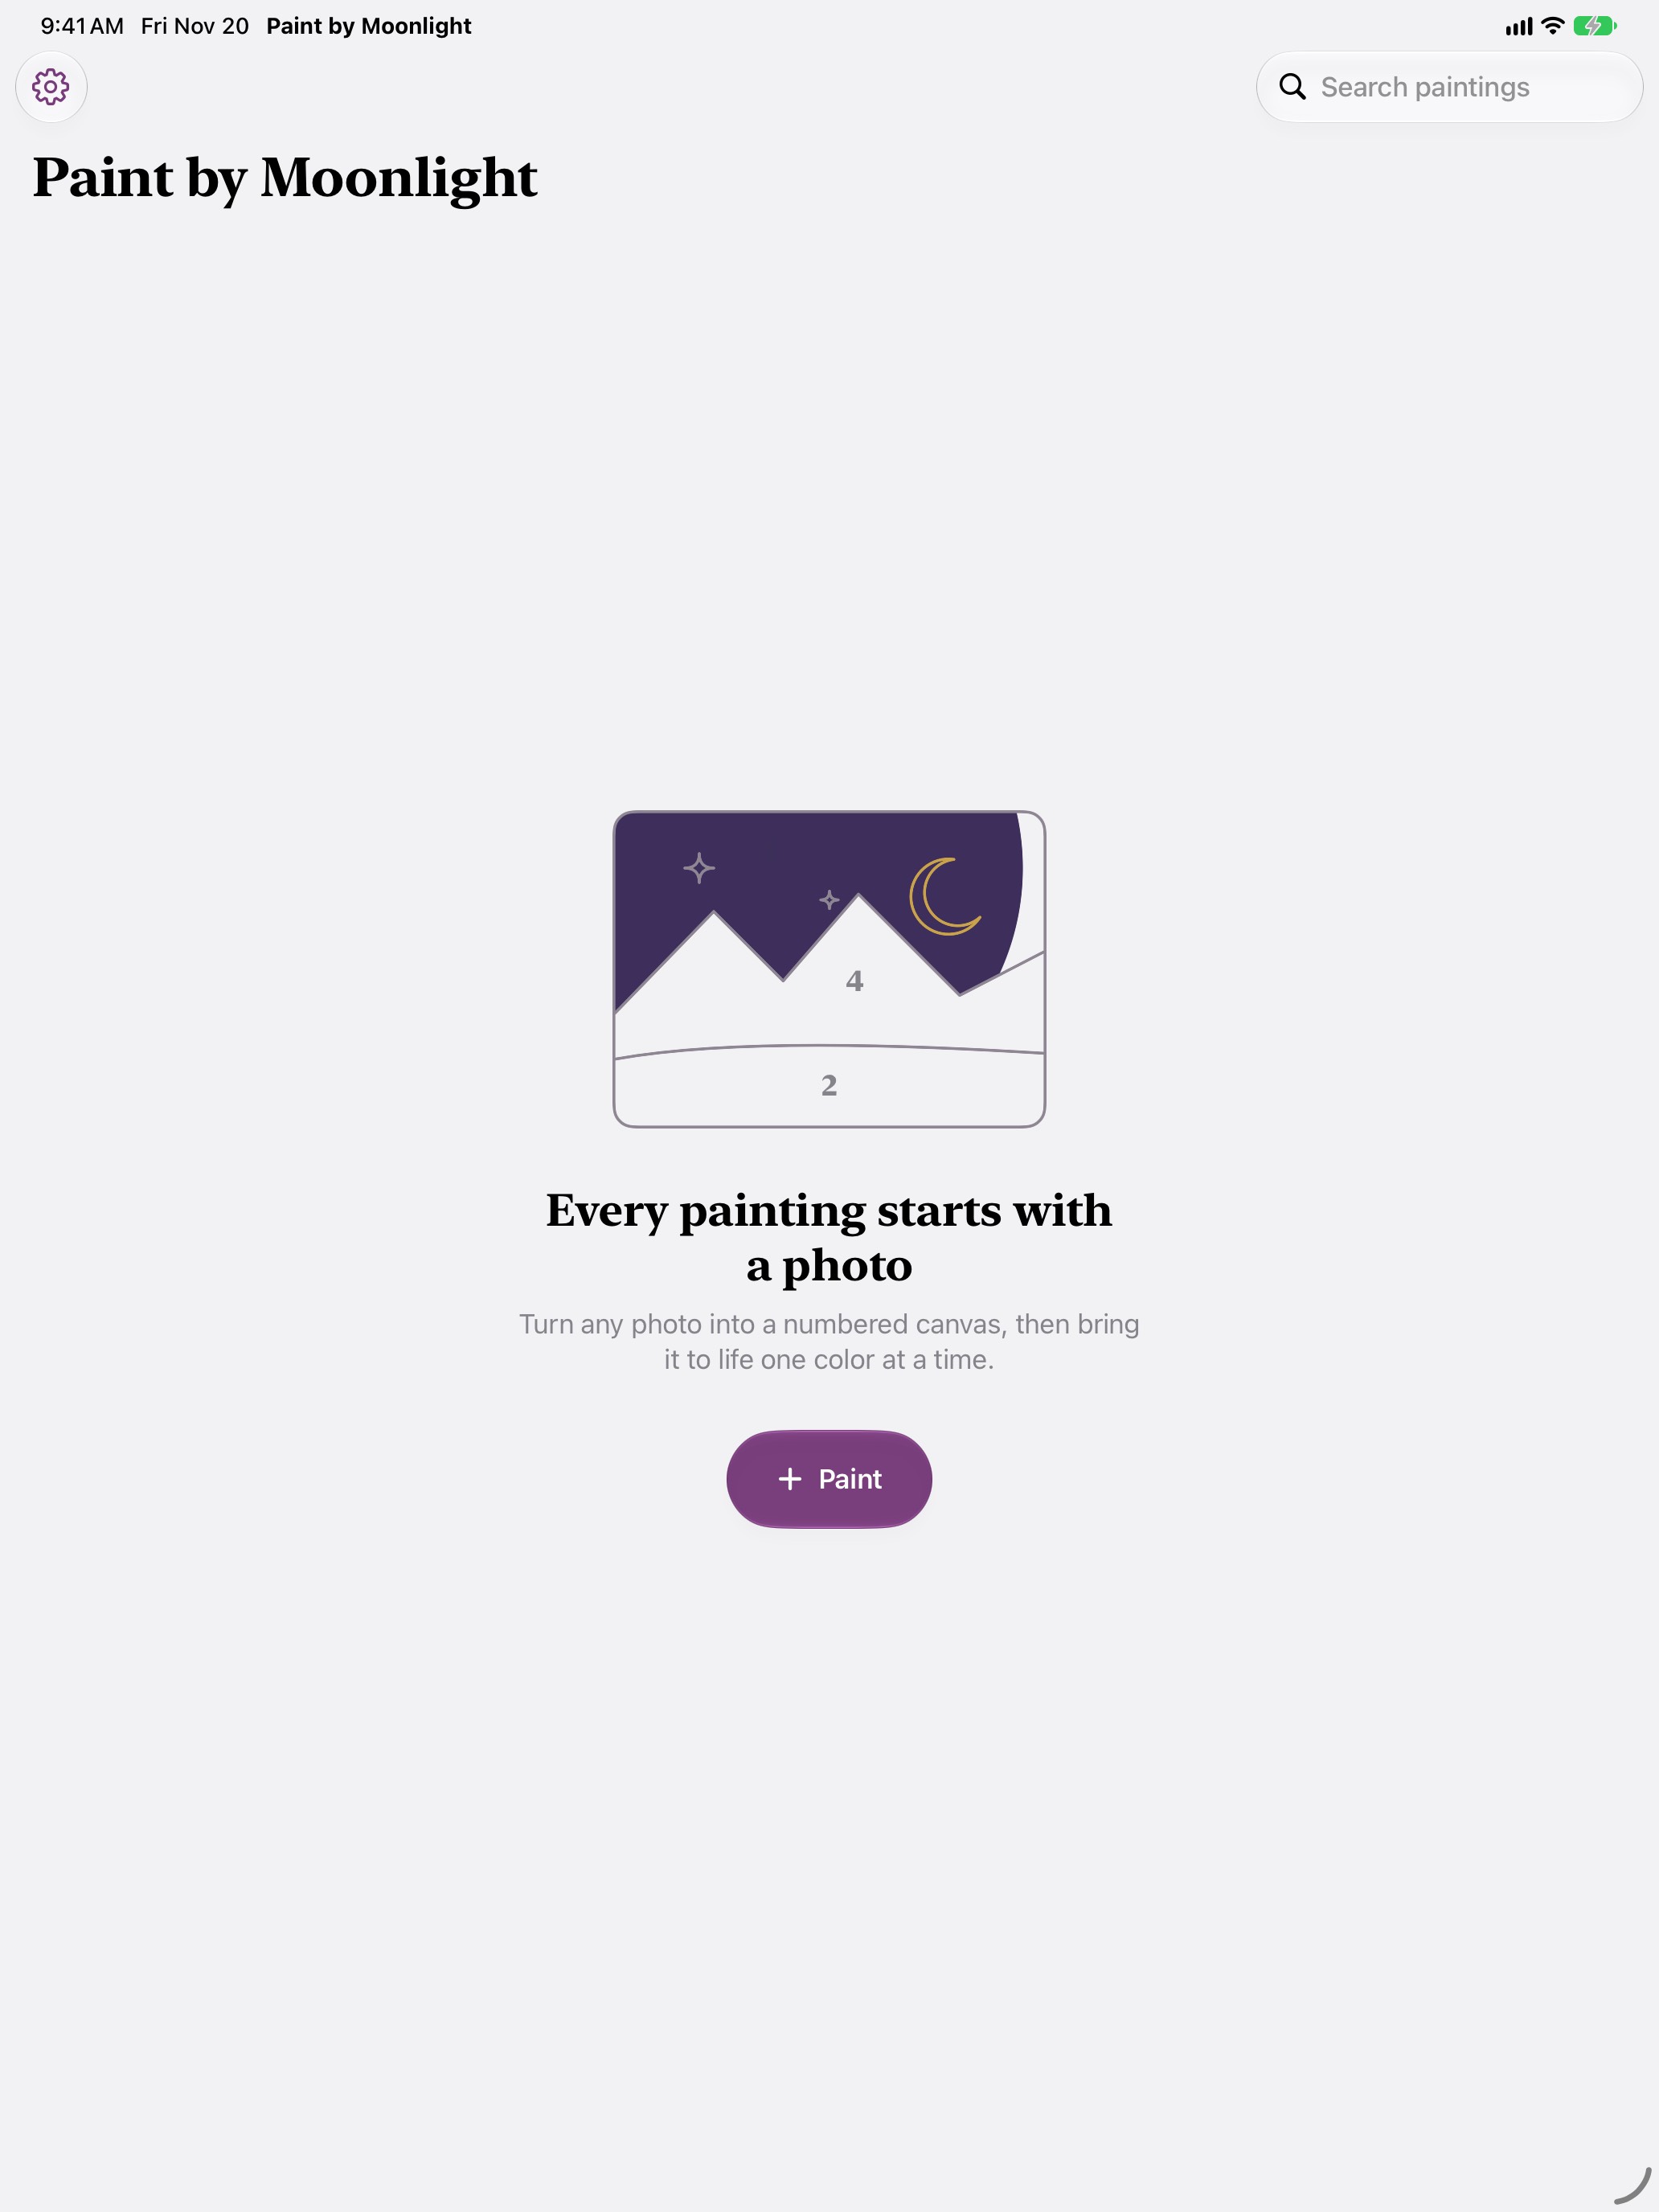 9:41 AM Fri Nov 20 Paint by Moonlight
Search paintings
Paint by Moonlight
4
2
Every painting starts with
a photo
Turn any photo into a numbered canvas, then bring
it to life one color at a time.
+ Paint